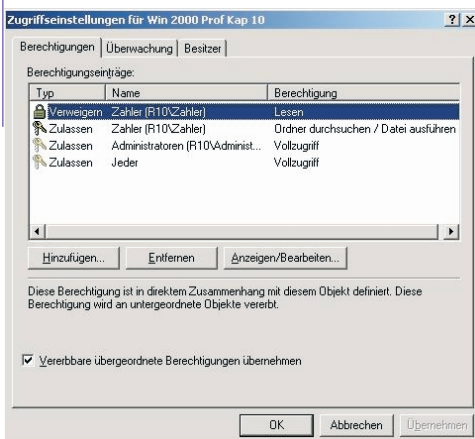 Zugriffseinstellungen für Win 2000 Prof Kap 10
Berechtigungen Überwachung Besitzer
Berechtigungseinträge:
Typ Name Berechtigung
Verweigern Zahler (R10\Zahler) Lesen
Zulassen Zahler (R10\Zahler) Ordner durchsuchen / Datei ausführen
Zulassen Administratoren (R10\Administ... Vollzugriff
Zulassen Jeder Vollzugriff
Hinzufügen... Entfernen Anzeigen/Bearbeiten...
Diese Berechtigung ist in direktem Zusammenhang mit diesem Objekt definiert. Diese
Berechtigung wird an untergeordnete Objekte vererbt.
Vererbbare übergeordnete Berechtigungen übernehmen
OK Abbrechen Übernehmen